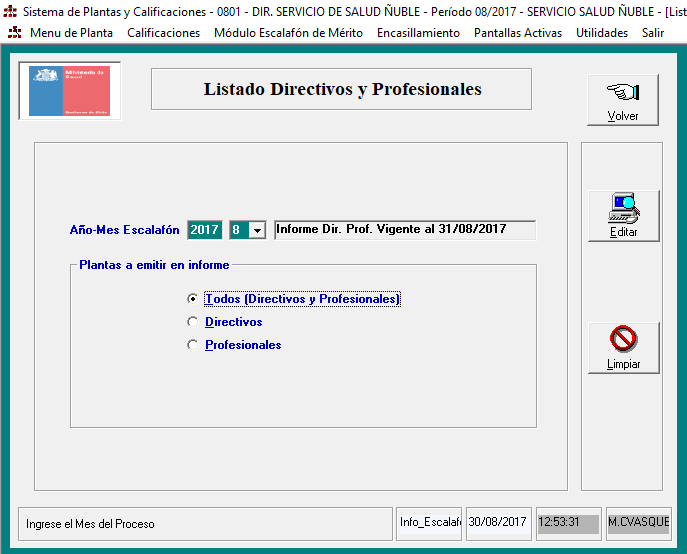 Sistema de Plantas y Calificaciones - 0801 - DIR. SERVICIO DE SALUD ÑUBLE - Período 08/2017 - SERVICIO SALUD ÑUBLE - [List
Menu de Planta Calificaciones Módulo Escalafón de Mérito Encasillamiento Pantallas Activas Utilidades Salir
Ministerio de
Salud
Gobierno de Chile
Listado Directivos y Profesionales
Volver
Año-Mes Escalafón 2017 8 Informe Dir. Prof. Vigente al 31/08/2017
Editar
Plantas a emitir en informe
Todos (Directivos y Profesionales)
Directivos
Profesionales
Limpiar
Ingrese el Mes del Proceso Info_Escalafó 30/08/2017 12:53:31 M.CVASQUE